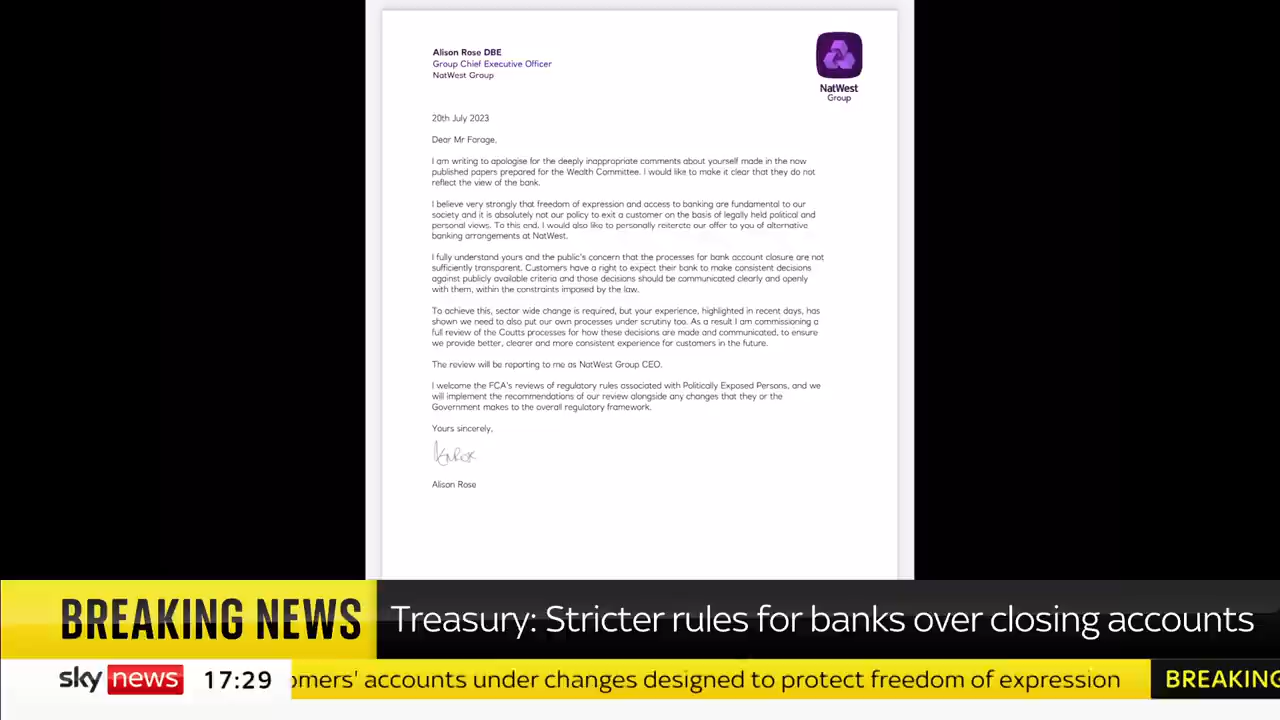 Alison Rose DBE
Group Chief Executive Officer
NatWest Group
NatWest
Group
20th July 2023
Dear Mr Farage,
I am writing to apologise for the deeply inappropriate comments about yourself made in the now
published papers prepared for the Wealth Committee. I would like to make it clear that they do not
reflect the view of the bank.
I believe very strongly that freedom of expression and access to banking are fundamental to our
society and it is absolutely not our policy to exit a customer on the basis of legally held political and
personal views. To this end, I would also like to personally reiterate our offer to you of alternative
banking arrangements at NatWest.
I fully understand yours and the public's concern that the processes for bank account closure are not
sufficiently transparent. Customers have a right to expect their bank to make consistent decisions
against publicly available criteria and those decisions should be communicated clearly and openly
with them, within the constraints imposed by the law.
To achieve this, sector wide change is required, but your experience, highlighted in recent days, has
shown we need to also put our own processes under scrutiny too. As a result I am commissioning a
full review of the Coutts processes for how these decisions are made and communicated, to ensure
we provide better, clearer and more consistent experience for customers in the future.
The review will be reporting to me as NatWest Group CEO.
I welcome the FCA's reviews of regulatory rules associated with Politically Exposed Persons, and we
will implement the recommendations of our review alongside any changes that they or the
Government makes to the overall regulatory framework.
Yours sincerely,
Alison Rose
BREAKING NEWS
Treasury: Stricter rules for banks over closing accounts
sky news 17:29
omers' accounts under changes designed to protect freedom of expression
BREAKING